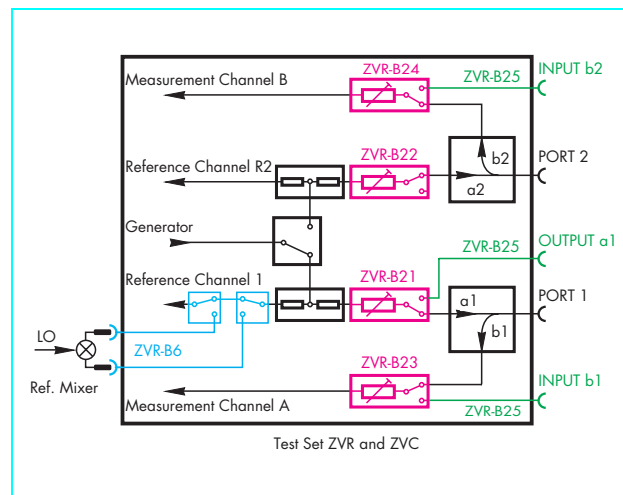 ZVR-B24
INPUT b2
Measurement Channel B
ZVR-B25
ZVR-B22
b2
PORT 2
Reference Channel R2
a2
Generator
OUTPUT a1
ZVR-B25
Reference Channel 1
ZVR-B21
a1
PORT 1
LO
b1
ZVR-B6
ZVR-B23
Ref. Mixer
INPUT b1
Measurement Channel A
ZVR-B25
Test Set ZVR and ZVC